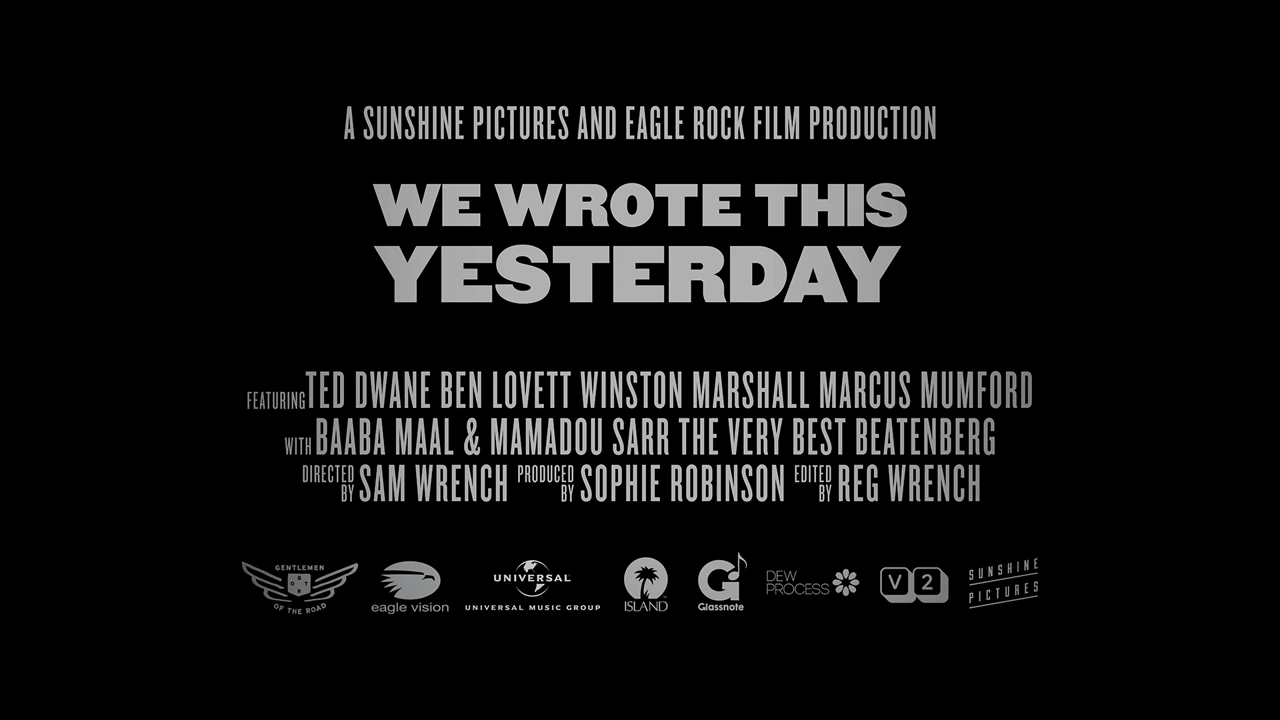 A SUNSHINE PICTURES AND EAGLE ROCK FILM PRODUCTION
WE WROTE THIS
YESTERDAY
FEATURING TED DWANE BEN LOVETT WINSTON MARSHALL MARCUS MUMFORD
WITH BAABA MAAL & MAMADOU SARR THE VERY BEST BEATENBERG
DIRECTED BY SAM WRENCH PRODUCED BY SOPHIE ROBINSON EDITED BY REG WRENCH
GENTLEMEN
OF THE ROAD
eagle vision
UNIVERSAL
UNIVERSAL MUSIC GROUP
ISLAND
G
Glassnote
DEW
PROCESS
V2
SUNSHINE
PICTURES